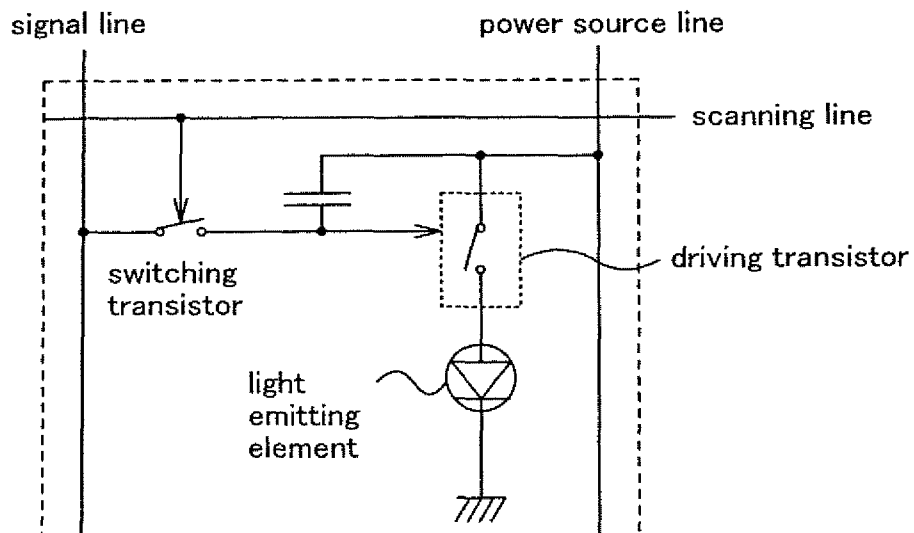 signal line
power source line
scanning line
switching
transistor
driving transistor
light
emitting
element